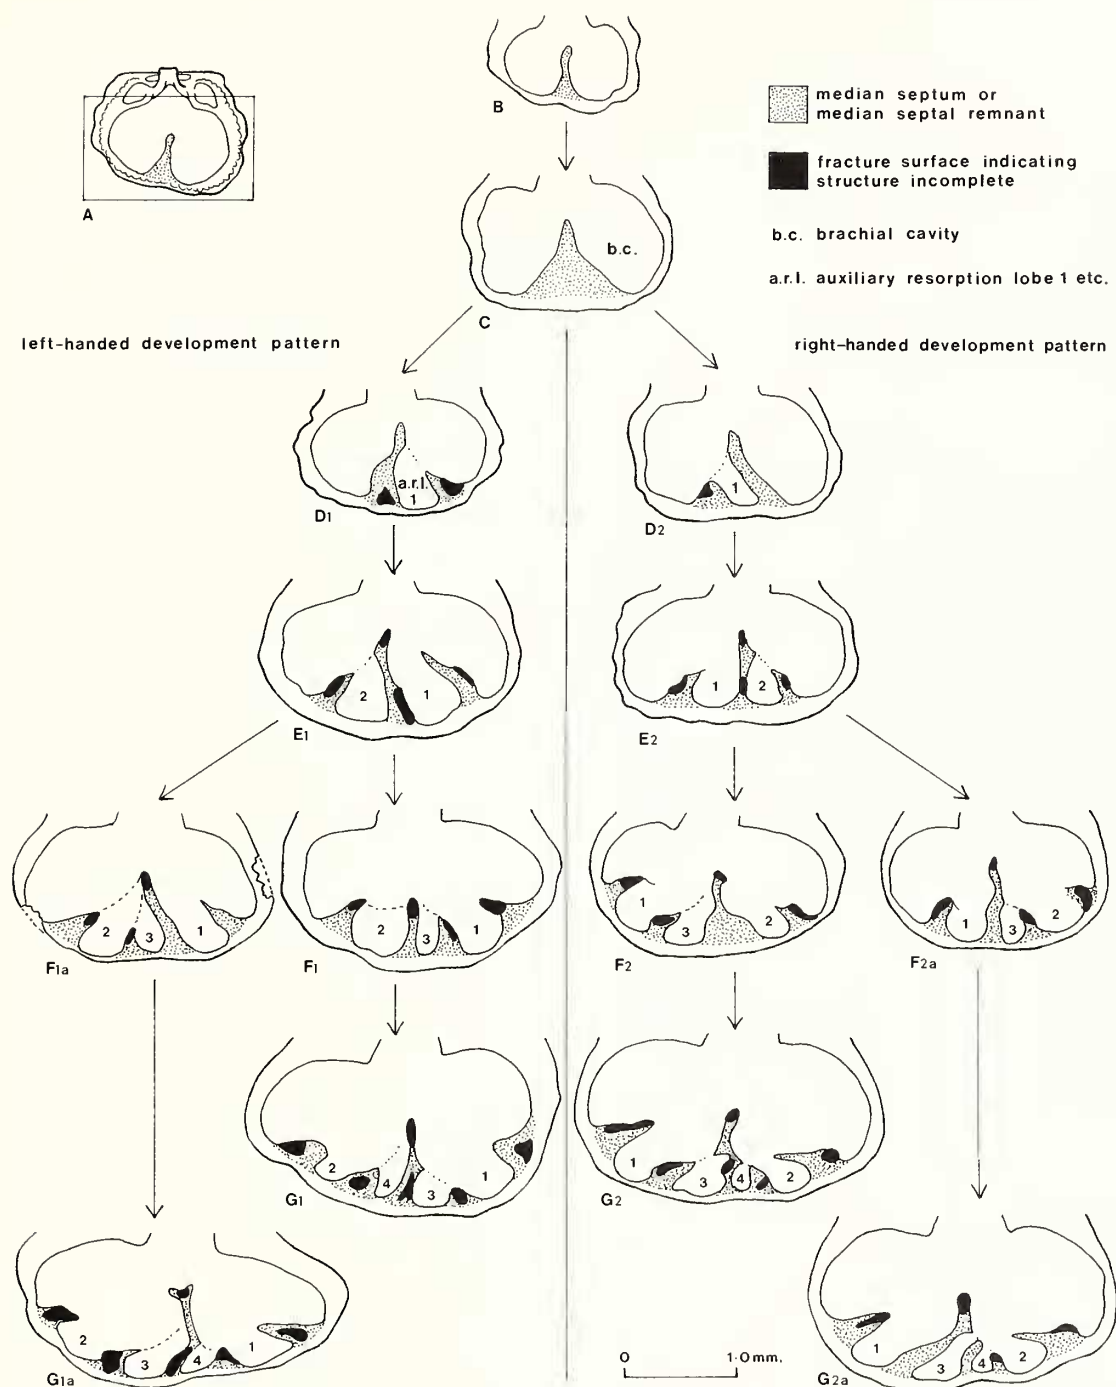 B
median septum or
median septal remnant
fracture surface indicating
structure incomplete
A
b.c.
b.c. brachial cavity
a.r.l. auxiliary resorption lobe 1 etc.
C
left-handed development pattern
right-handed development pattern
a.r.l.
1
1
D1
D2
2
1
1
2
E1
E2
2
3
1
2
3
1
1
3
2
1
3
2
F1a
F1
F2
F2a
2
4
3
1
1
3
4
2
G1
G2
2
3
4
1
0
1·0mm.
1
3
4
2
G1a
G2a